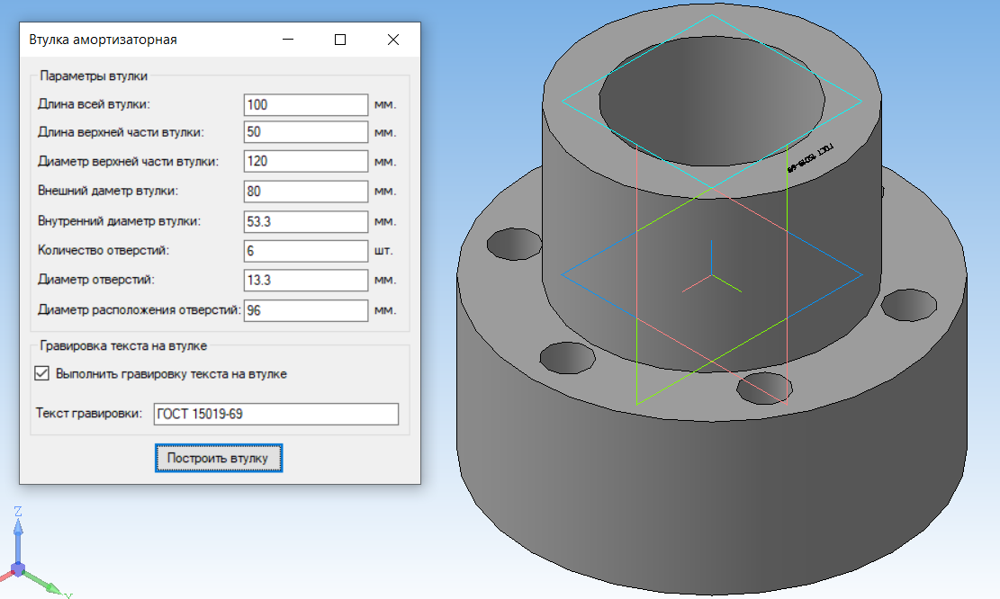 Втулка амортизаторная
Параметры втулки
Длина всей втулки: 100 мм.
Длина верхней части втулки: 50 мм.
Диаметр верхней части втулки: 120 мм.
Внешний даметр втулки: 80 мм.
Внутренний диаметр втулки: 53.3 мм.
Количество отверстий: 6 шт.
Диаметр отверстий: 13.3 мм.
Диаметр расположения отверстий: 96 мм.
Гравировка текста на втулке
Выполнить гравировку текста на втулке
Текст гравировки: ГОСТ 15019-69
Построить втулку
ГОСТ 15019-69
Z
Y